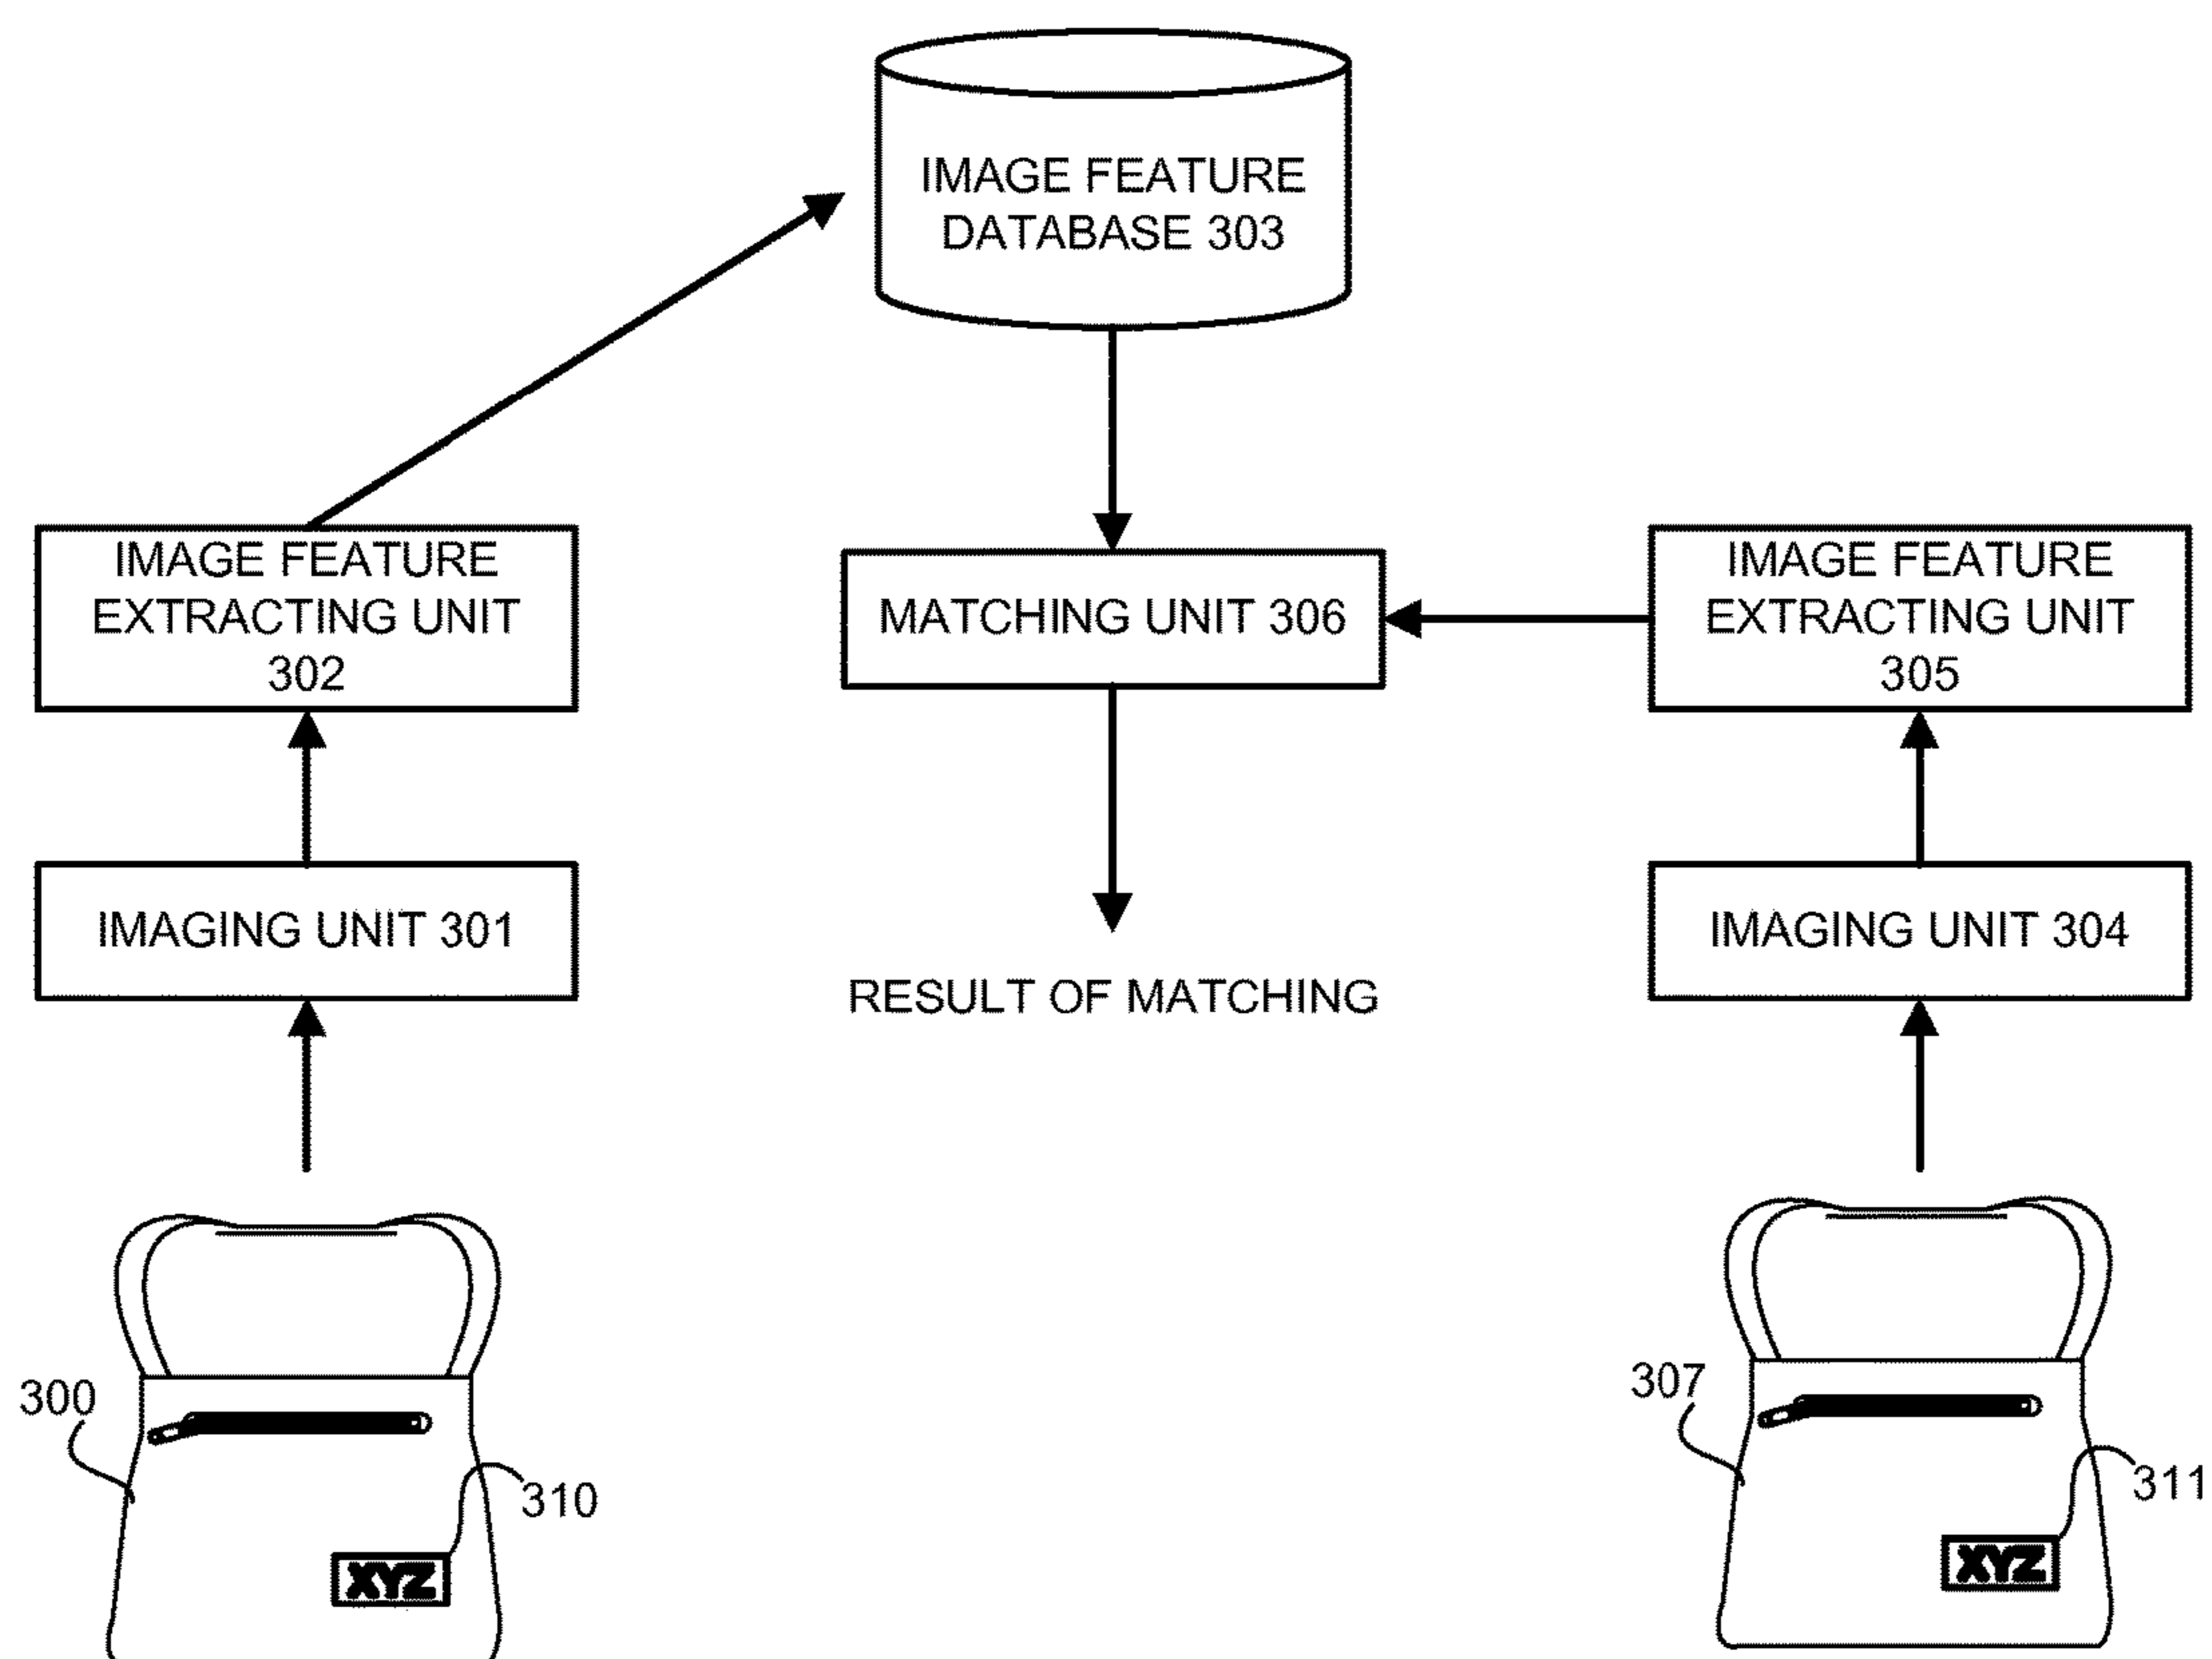 IMAGE FEATURE
DATABASE 303
IMAGE FEATURE
EXTRACTING UNIT
302
MATCHING UNIT 306
IMAGE FEATURE
EXTRACTING UNIT
305
IMAGING UNIT 301
RESULT OF MATCHING
IMAGING UNIT 304
300
310
XYZ
307
311
XYZ